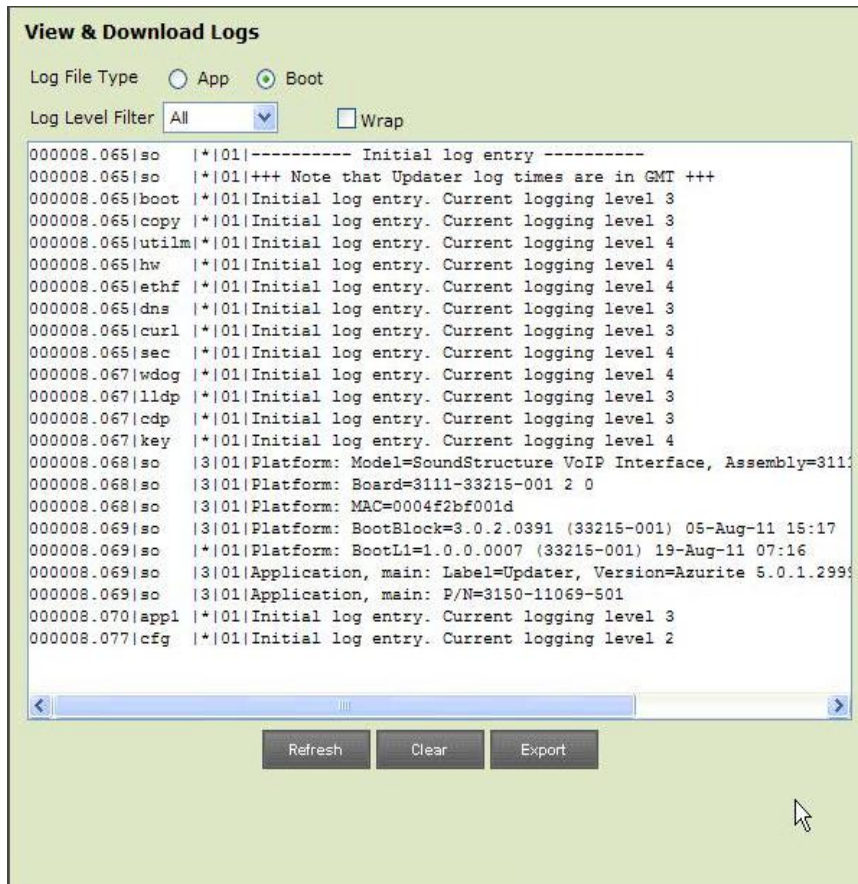 View & Download Logs
Log File Type App Boot
Log Level Filter All Wrap
000008.065|so   |*|01|---------- Initial log entry ----------
000008.065|so   |*|01|+++ Note that Updater log times are in GMT +++
000008.065|boot |*|01|Initial log entry. Current logging level 3
000008.065|copy |*|01|Initial log entry. Current logging level 3
000008.065|utilm|*|01|Initial log entry. Current logging level 4
000008.065|hw   |*|01|Initial log entry. Current logging level 4
000008.065|ethf |*|01|Initial log entry. Current logging level 4
000008.065|dns  |*|01|Initial log entry. Current logging level 3
000008.065|curl |*|01|Initial log entry. Current logging level 3
000008.065|sec  |*|01|Initial log entry. Current logging level 4
000008.067|wdog |*|01|Initial log entry. Current logging level 4
000008.067|lldp |*|01|Initial log entry. Current logging level 3
000008.067|cdp  |*|01|Initial log entry. Current logging level 3
000008.067|key  |*|01|Initial log entry. Current logging level 4
000008.068|so   |3|01|Platform: Model=SoundStructure VoIP Interface, Assembly=3111
000008.068|so   |3|01|Platform: Board=3111-33215-001 2 0
000008.068|so   |3|01|Platform: MAC=0004f2bf001d
000008.069|so   |3|01|Platform: BootBlock=3.0.2.0391 (33215-001) 05-Aug-11 15:17
000008.069|so   |*|01|Platform: BootL1=1.0.0.0007 (33215-001) 19-Aug-11 07:16
000008.069|so   |3|01|Application, main: Label=Updater, Version=Azurite 5.0.1.2999
000008.069|so   |3|01|Application, main: P/N=3150-11069-501
000008.070|app1 |*|01|Initial log entry. Current logging level 3
000008.077|cfg  |*|01|Initial log entry. Current logging level 2
Refresh Clear Export